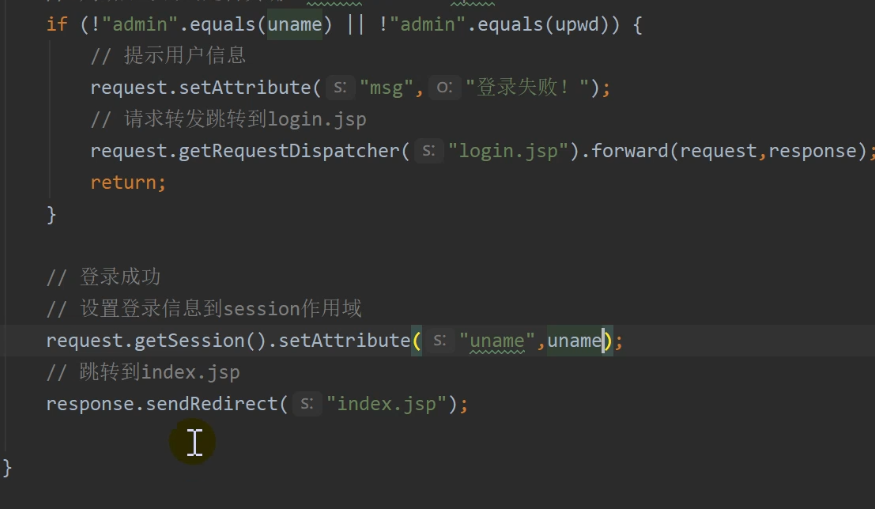 if (!"admin".equals(uname) || !"admin".equals(upwd)) {
// 提示用户信息
request.setAttribute( s: "msg", o: "登录失败！");
// 请求转发跳转到login.jsp
request.getRequestDispatcher( s: "login.jsp").forward(request,response);
return;
}
// 登录成功
// 设置登录信息到session作用域
request.getSession().setAttribute( s: "uname",uname);
// 跳转到index.jsp
response.sendRedirect( s: "index.jsp");
}